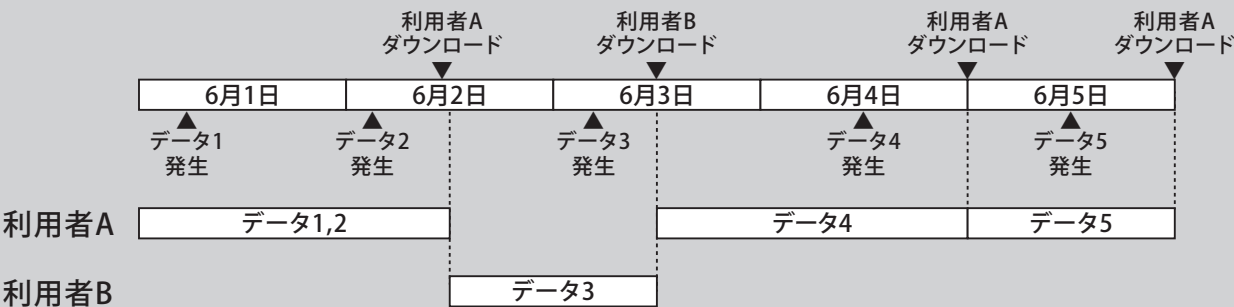 利用者A
ダウンロード
利用者B
ダウンロード
利用者A
ダウンロード
利用者A
ダウンロード
6月1日
6月2日
6月3日
6月4日
6月5日
データ1
発生
データ2
発生
データ3
発生
データ4
発生
データ5
発生
利用者A
データ1,2
データ4
データ5
利用者B
データ3